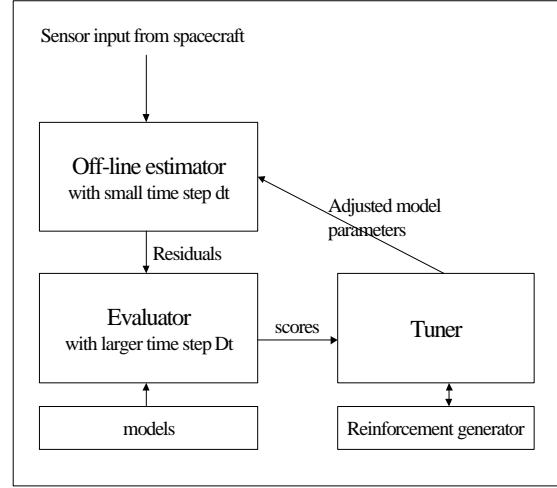 Sensor input from spacecraft
Off-line estimator
with small time step dt
Adjusted model
parameters
Residuals
Evaluator
with larger time step Dt
scores
Tuner
models
Reinforcement generator